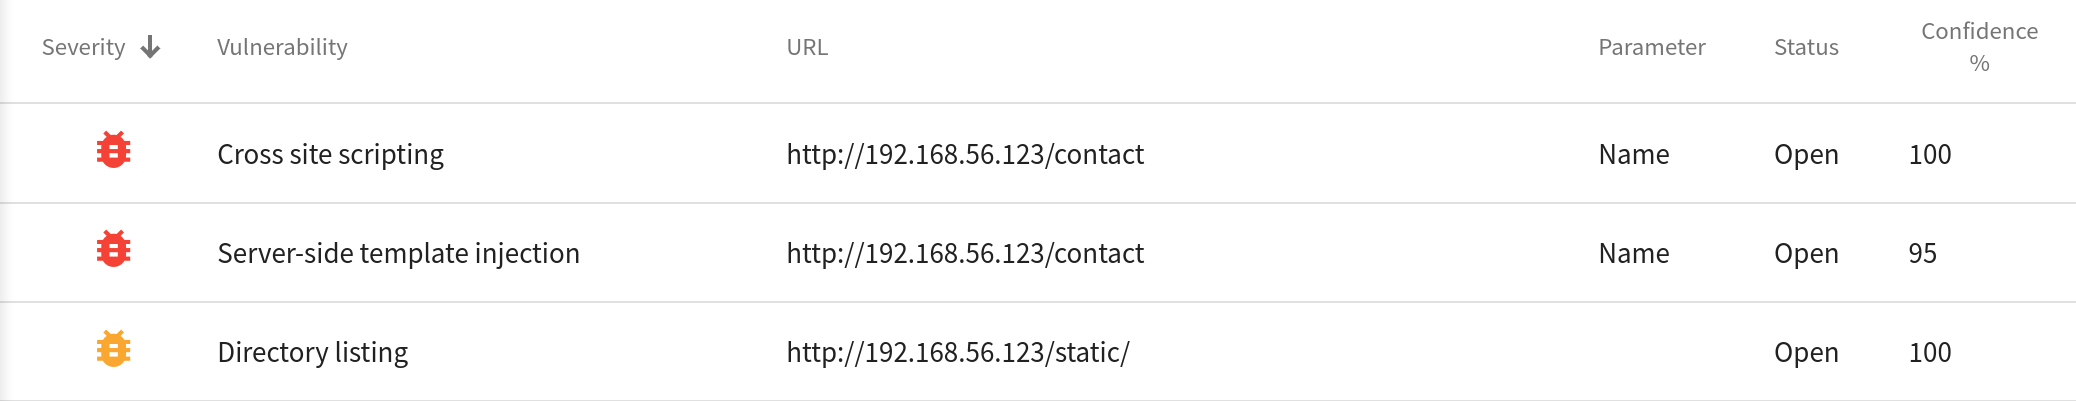 Severity Vulnerability URL Parameter Status Confidence %
Cross site scripting http://192.168.56.123/contact Name Open 100
Server-side template injection http://192.168.56.123/contact Name Open 95
Directory listing http://192.168.56.123/static/ Open 100